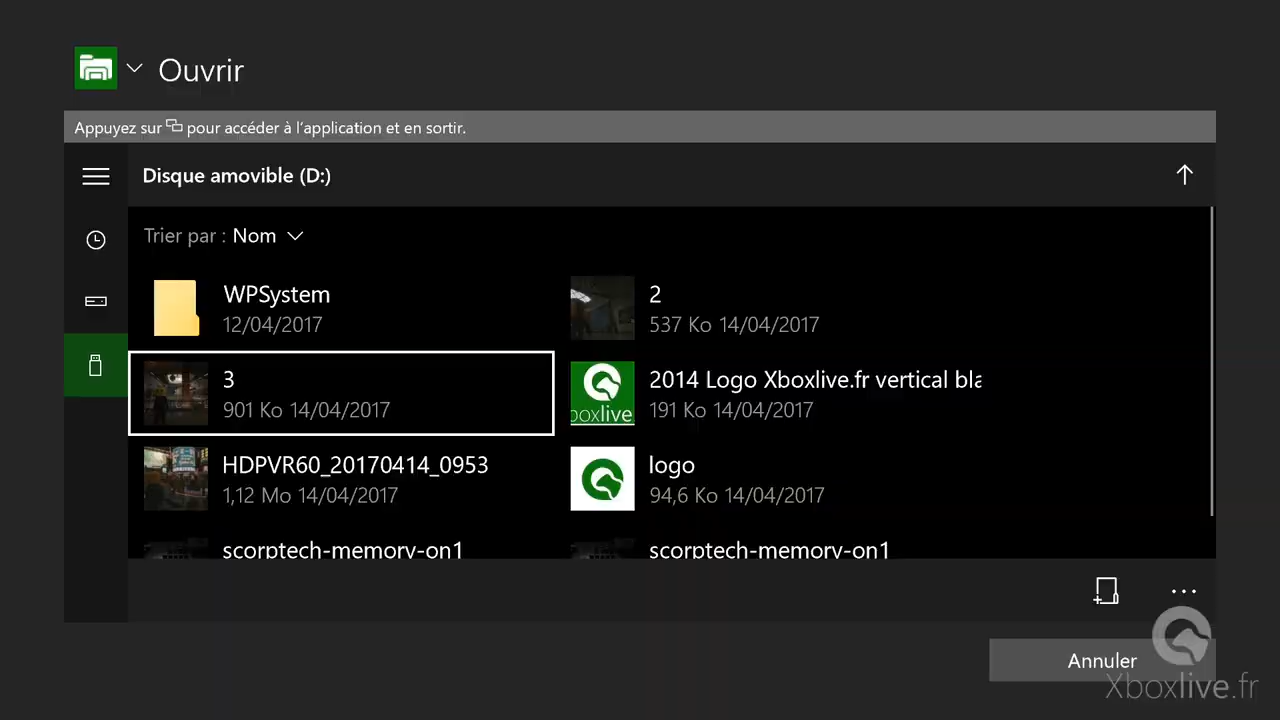 Ouvrir
Appuyez sur pour accéder à l'application et en sortir.
Disque amovible (D:)
Trier par : Nom
WPSystem
12/04/2017
2
537 Ko 14/04/2017
3
901 Ko 14/04/2017
2014 Logo Xboxlive.fr vertical bla
191 Ko 14/04/2017
boxlive
HDPVR60_20170414_0953
1,12 Mo 14/04/2017
logo
94,6 Ko 14/04/2017
scorptech-memory-on1
scorptech-memory-on1
Annuler
Xboxlive.fr